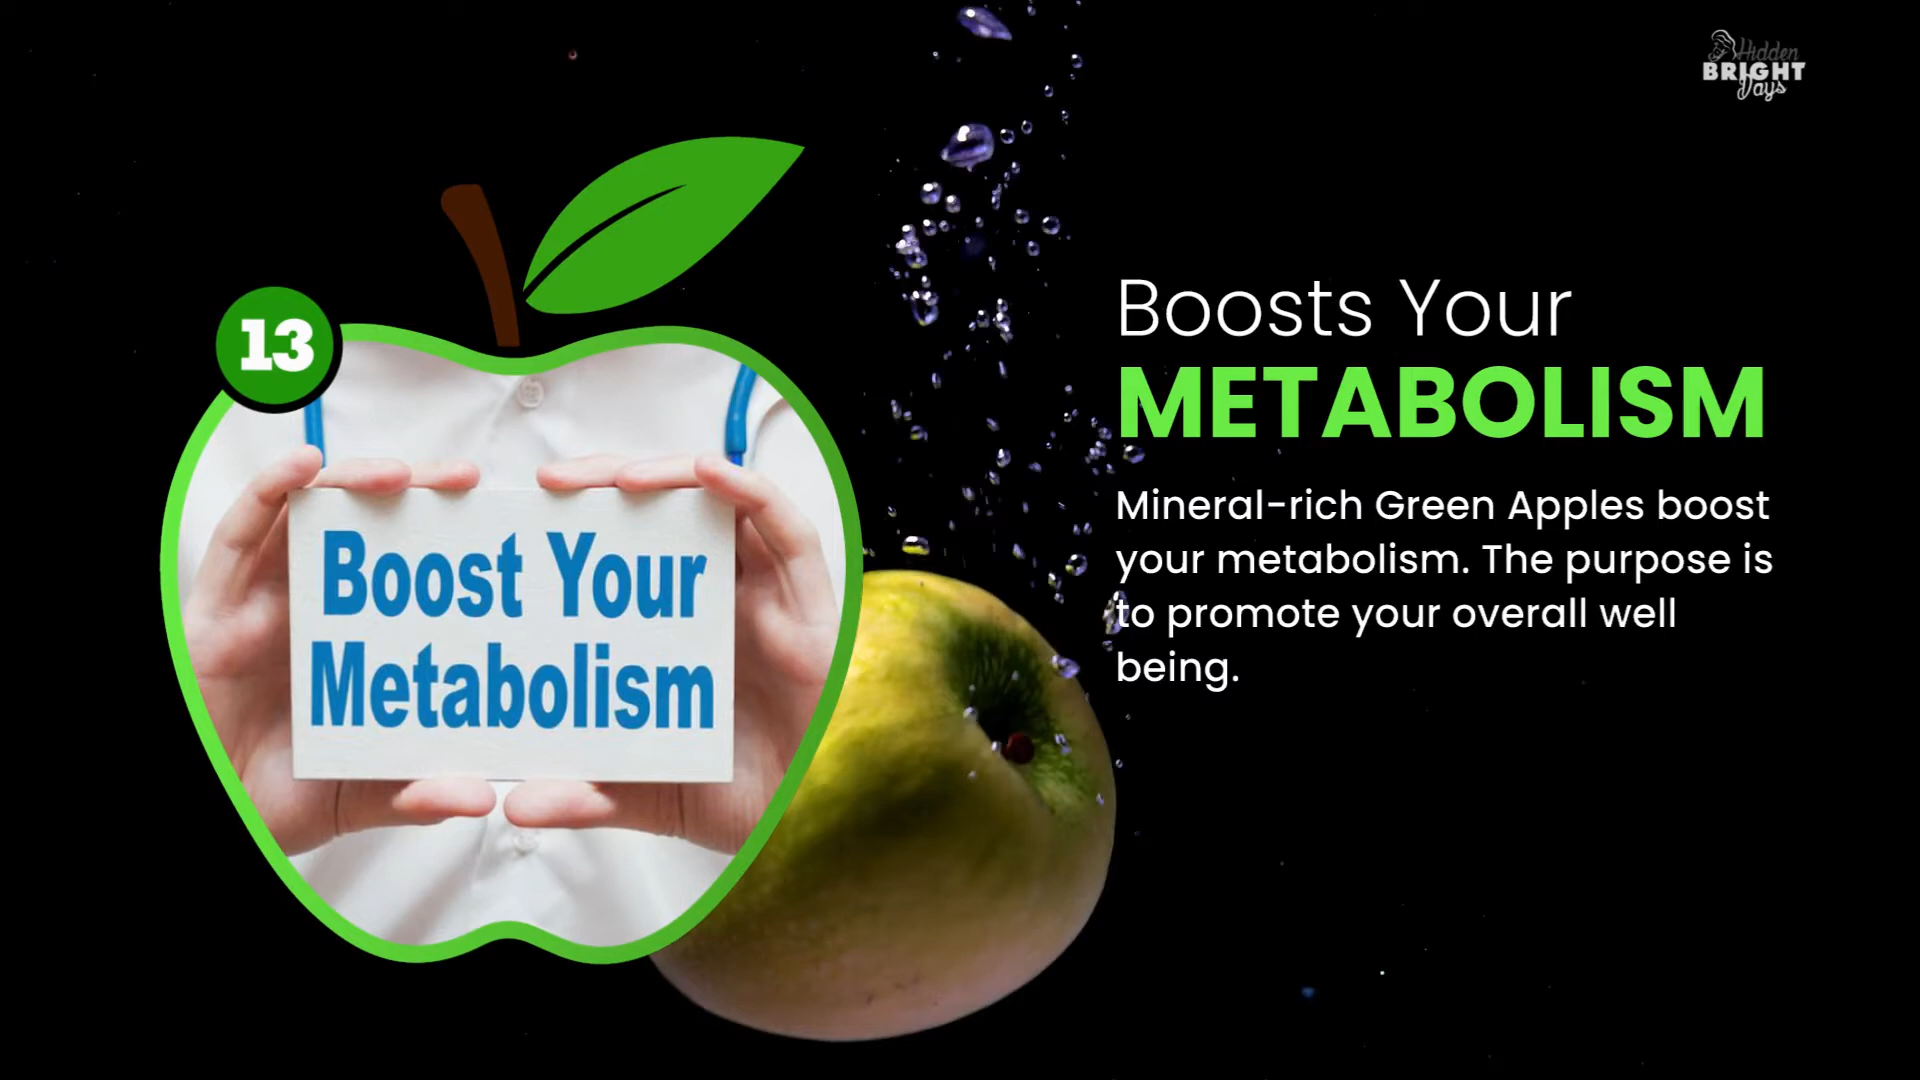 Hidden
BRIGHT
Days
13
Boost Your
Metabolism
Boosts Your
METABOLISM
Mineral-rich Green Apples boost
your metabolism. The purpose is
to promote your overall well
being.